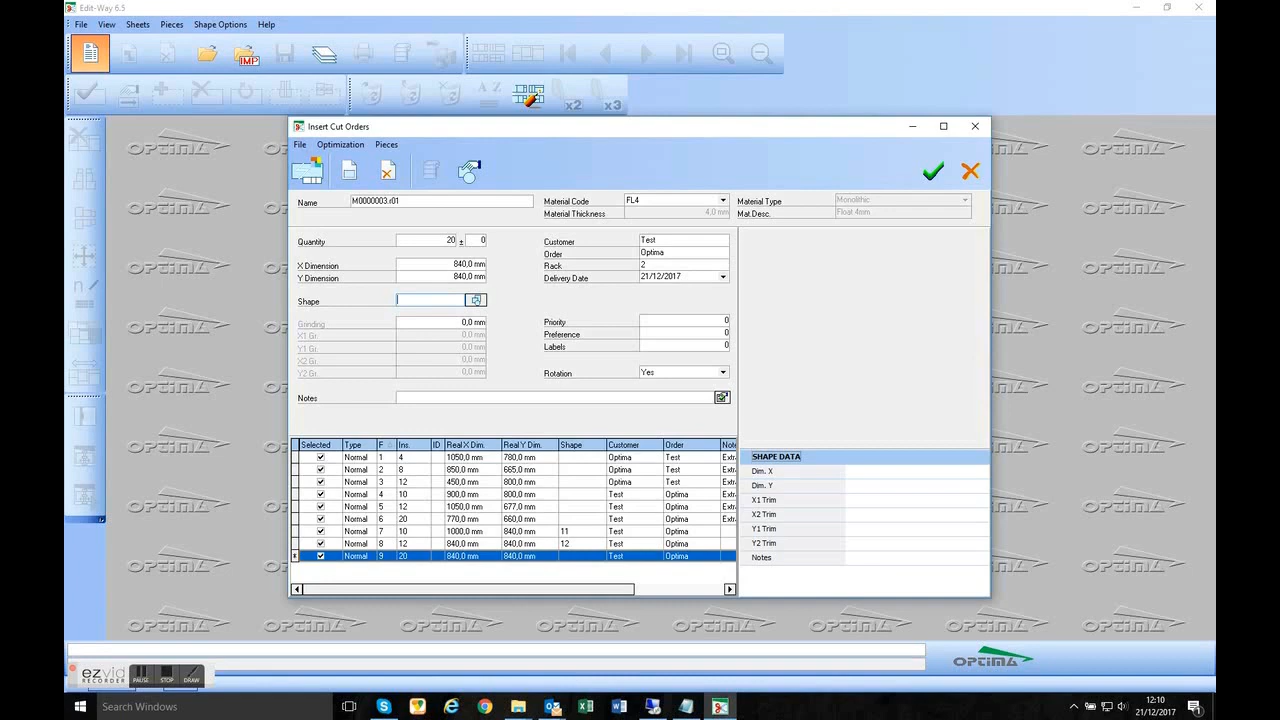 Edit-Way 6.5
File View Sheets Pieces Shape Options Help
IMP
A Z
x2 x3
Insert Cut Orders
File Optimization Pieces
Name M0000003.r01 Material Code FL4 Material Type Monolithic
Material Thickness 4,0 mm Mat.Desc. Float 4mm
Quantity 20 ± 0 Customer Test
Order Optima
X Dimension 840,0 mm Rack 2
Y Dimension 840,0 mm Delivery Date 21/12/2017
Shape
Grinding 0,0 mm Priority 0
X1 Gr. 0,0 mm Preference 0
Y1 Gr. 0,0 mm Labels 0
X2 Gr. 0,0 mm
Y2 Gr. 0,0 mm Rotation Yes
Notes
Selected Type F Ins. ID Real X Dim. Real Y Dim. Shape Customer Order Note
Normal 1 4 1050,0 mm 780,0 mm Optima Test Extra
Normal 2 8 850,0 mm 665,0 mm Optima Test Extra
Normal 3 12 450,0 mm 800,0 mm Optima Test Extra
Normal 4 10 900,0 mm 800,0 mm Test Optima Extra
Normal 5 12 1050,0 mm 677,0 mm Test Optima Extra
Normal 6 20 770,0 mm 660,0 mm Test Optima Extra
Normal 7 10 1000,0 mm 840,0 mm 11 Test Optima
Normal 8 12 840,0 mm 840,0 mm 12 Test Optima
Normal 9 20 840,0 mm 840,0 mm Test Optima
SHAPE DATA
Dim. X
Dim. Y
X1 Trim
X2 Trim
Y1 Trim
Y2 Trim
Notes
OPTIMA
ezvid
RECORDER
PAUSE STOP DRAW
Search Windows
12:10
21/12/2017